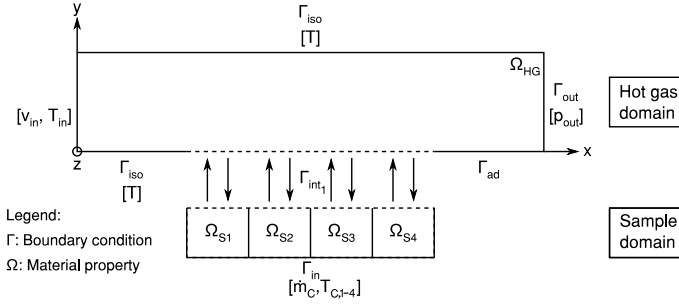 y
Γiso
[T]
ΩHG
[vin, Tin]
Γout
[pout]
Hot gas
domain
z
x
Γiso
[T]
Γint1
Γad
Legend:
Γ: Boundary condition
Ω: Material property
ΩS1 ΩS2 ΩS3 ΩS4
Sample
domain
Γin
[ṁC,TC,1-4]